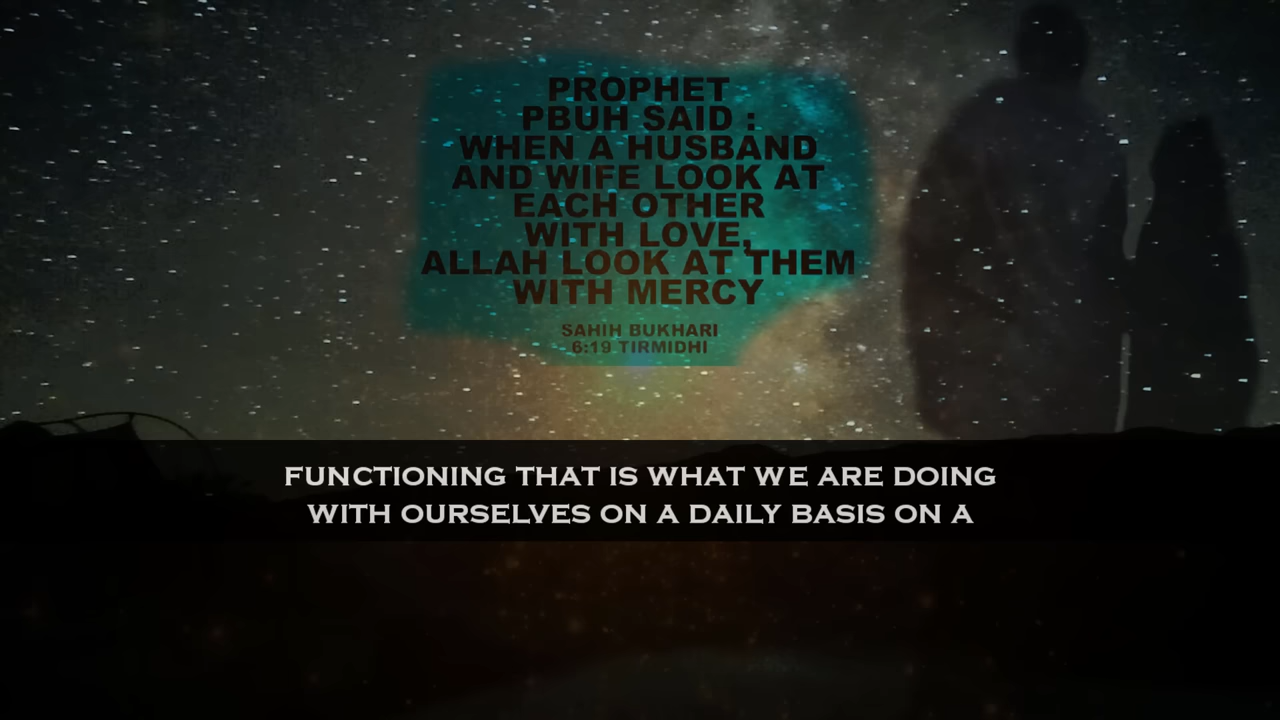 PROPHET
PBUH SAID :
WHEN A HUSBAND
AND WIFE LOOK AT
EACH OTHER
WITH LOVE,
ALLAH LOOK AT THEM
WITH MERCY
SAHIH BUKHARI
6:19 TIRMIDHI
FUNCTIONING THAT IS WHAT WE ARE DOING
WITH OURSELVES ON A DAILY BASIS ON A